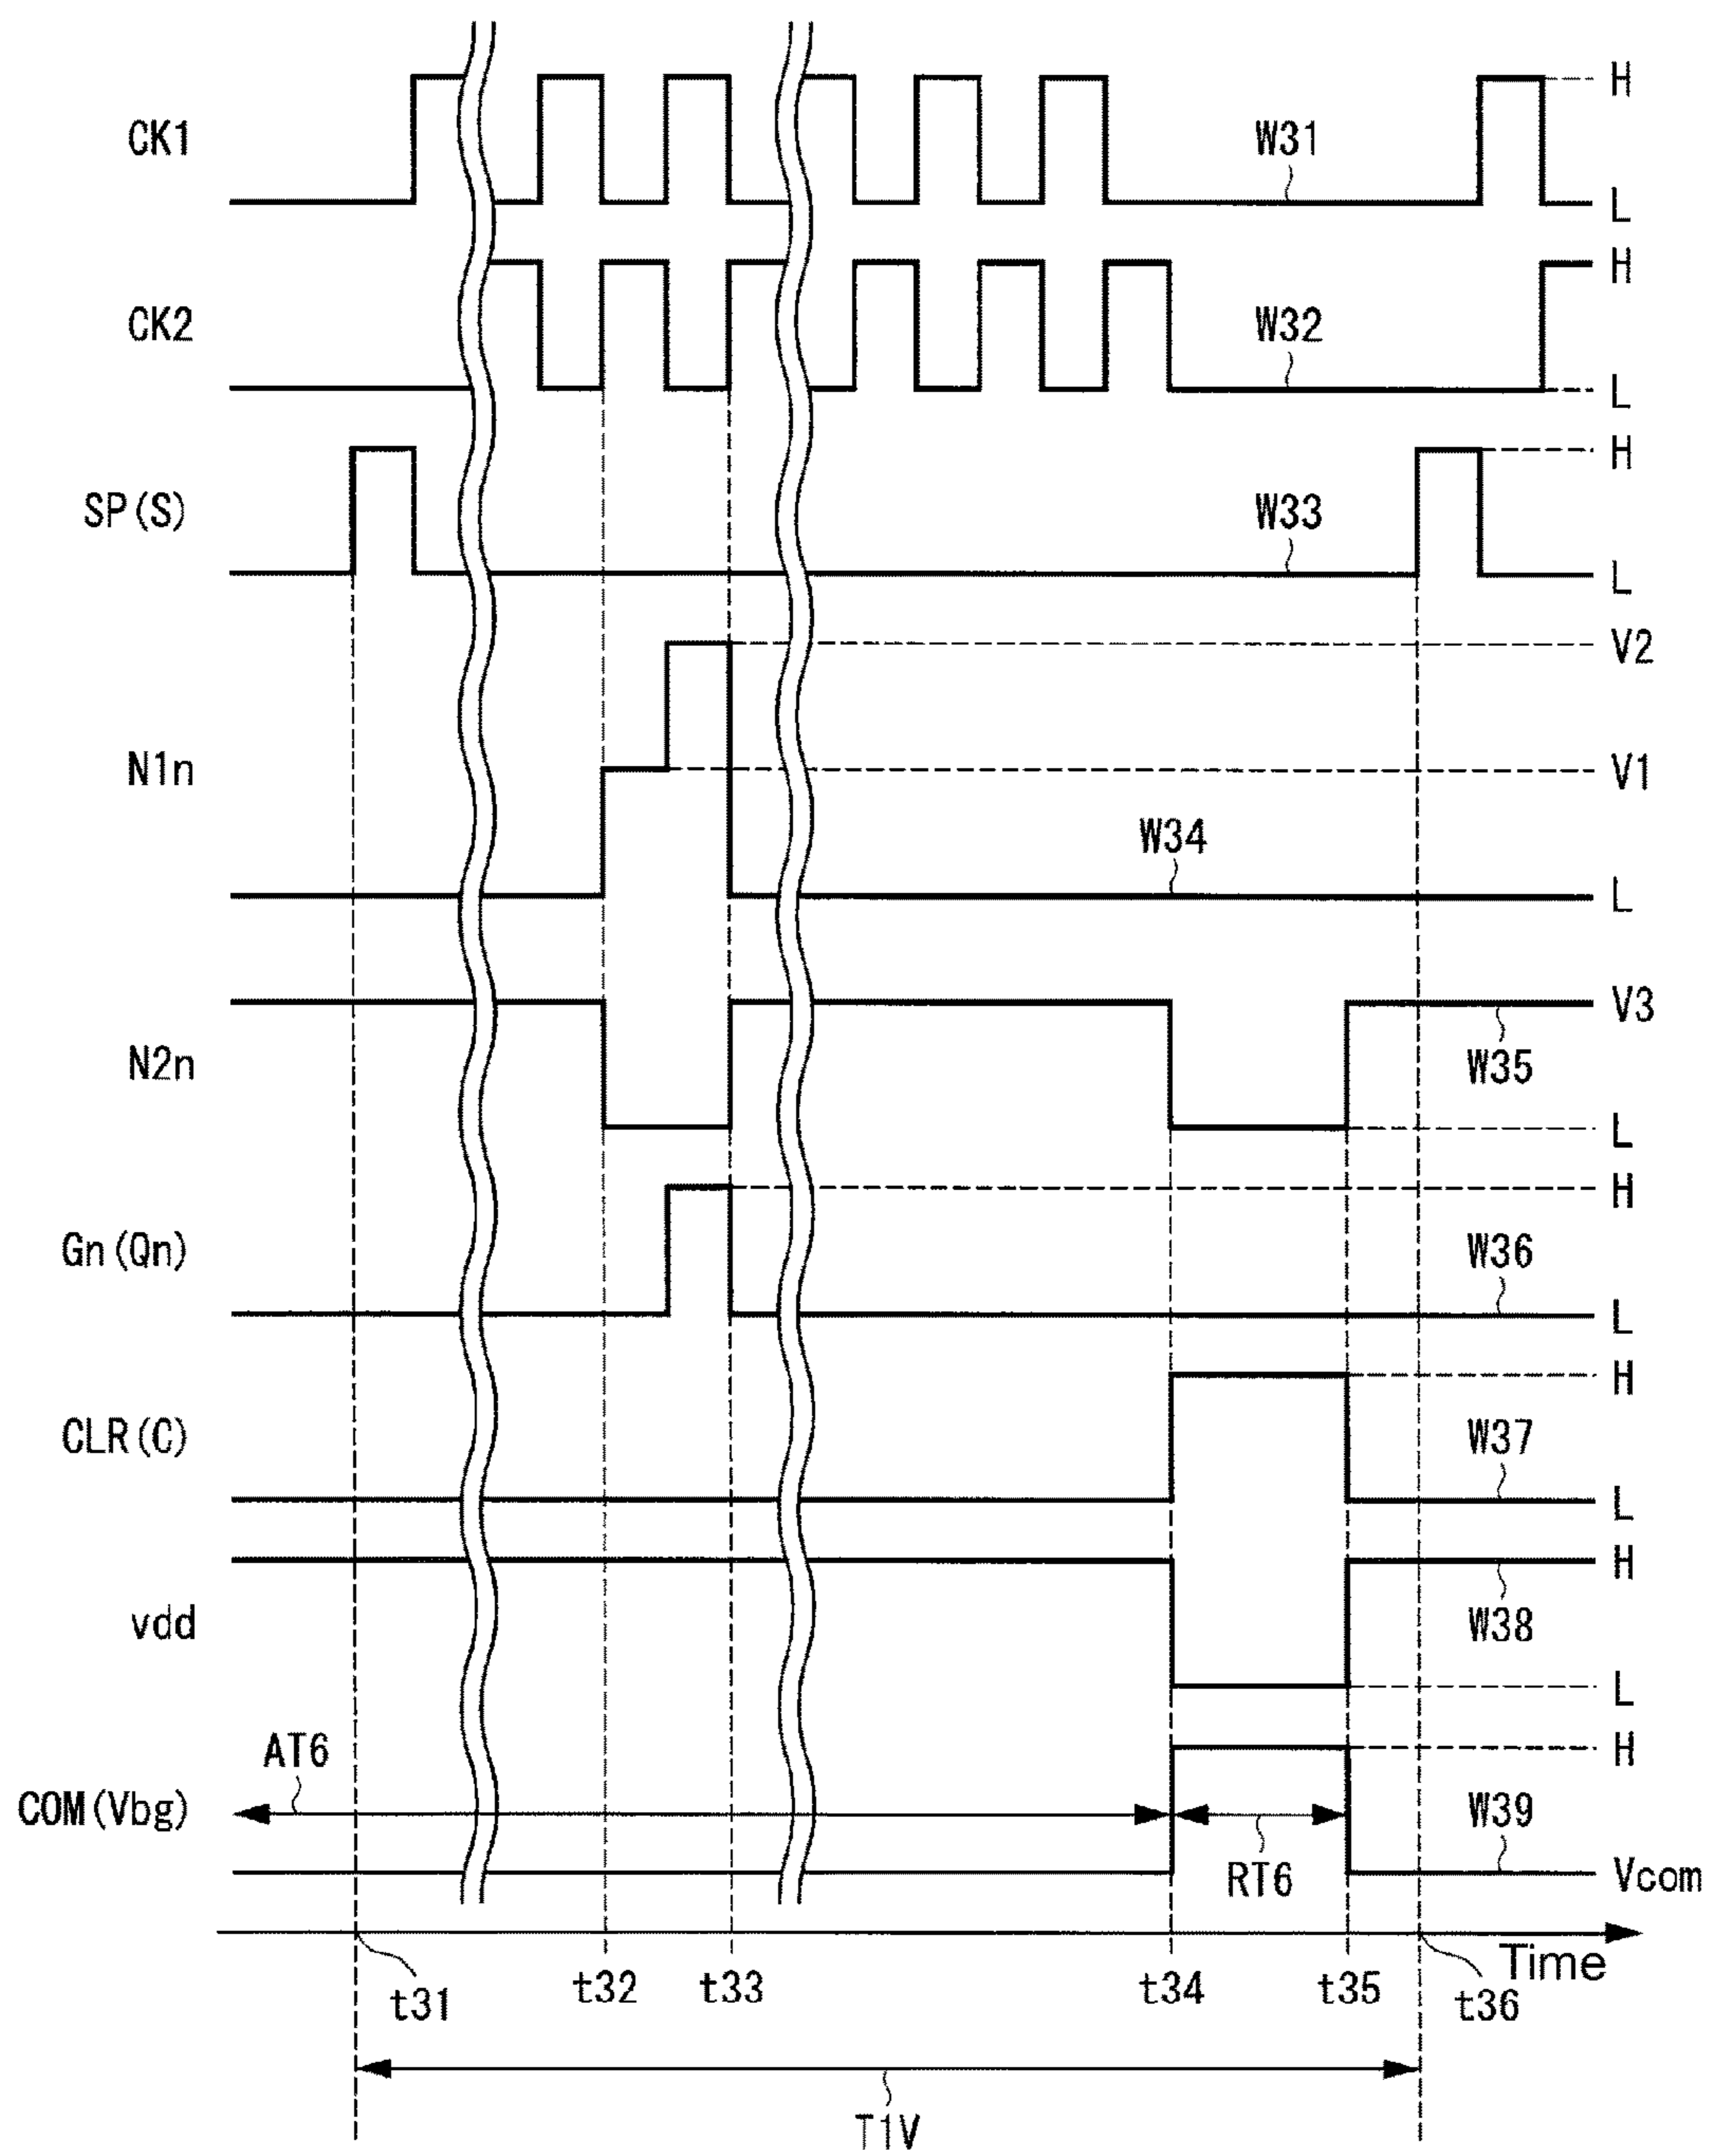 H
CK1
W31
L
H
CK2
W32
L
H
SP(S)
W33
L
V2
N1n
V1
W34
L
V3
N2n
W35
L
H
Gn(Qn)
W36
L
H
CLR(C)
W37
L
H
vdd
W38
L
AT6
H
COM(Vbg)
W39
RT6
Vcom
Time
t31
t32
t33
t34
t35
t36
T1V